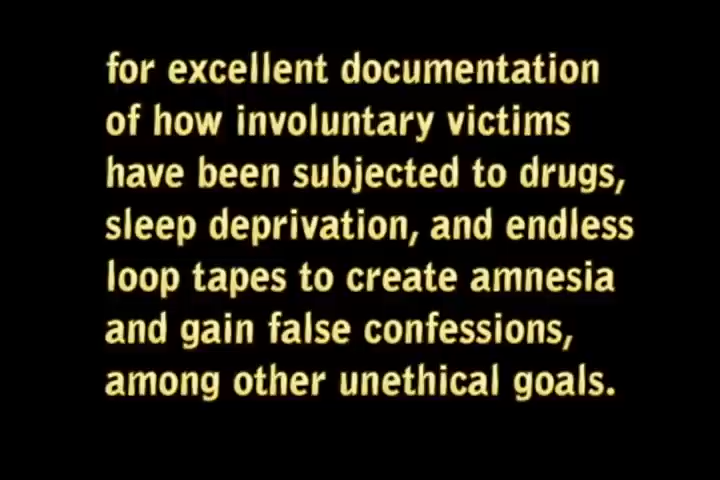 for excellent documentation
of how involuntary victims
have been subjected to drugs,
sleep deprivation, and endless
loop tapes to create amnesia
and gain false confessions,
among other unethical goals.